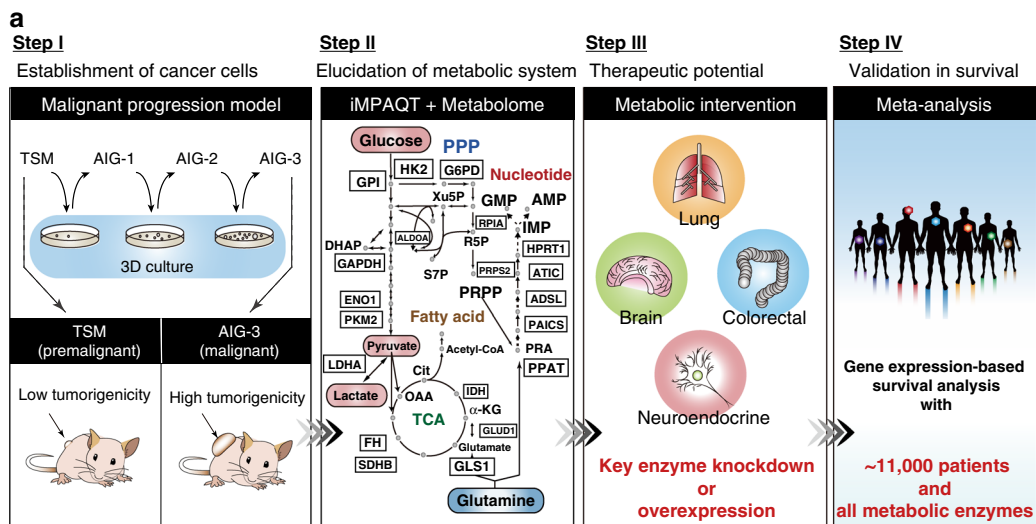 a
Step I
Establishment of cancer cells
Malignant progression model
TSM
AIG-1
AIG-2
AIG-3
3D culture
TSM
(premalignant)
AIG-3
(malignant)
Low tumorigenicity
High tumorigenicity
Step II
Elucidation of metabolic system
iMPAQT + Metabolome
Glucose
PPP
HK2
G6PD
GPI
Nucleotide
Xu5P
GMP
AMP
RPIA
IMP
ALDOA
R5P
DHAP
HPRT1
GAPDH
S7P
PRPS2
ATIC
PRPP
ENO1
ADSL
PKM2
Fatty acid
PAICS
Pyruvate
Acetyl-CoA
PRA
LDHA
Cit
PPAT
Lactate
OAA
IDH
TCA
α-KG
GLUD1
FH
Glutamate
SDHB
GLS1
Glutamine
Step III
Therapeutic potential
Metabolic intervention
Lung
Brain
Colorectal
Neuroendocrine
Key enzyme knockdown
or
overexpression
Step IV
Validation in survival
Meta-analysis
Gene expression-based
survival analysis
with
~11,000 patients
and
all metabolic enzymes